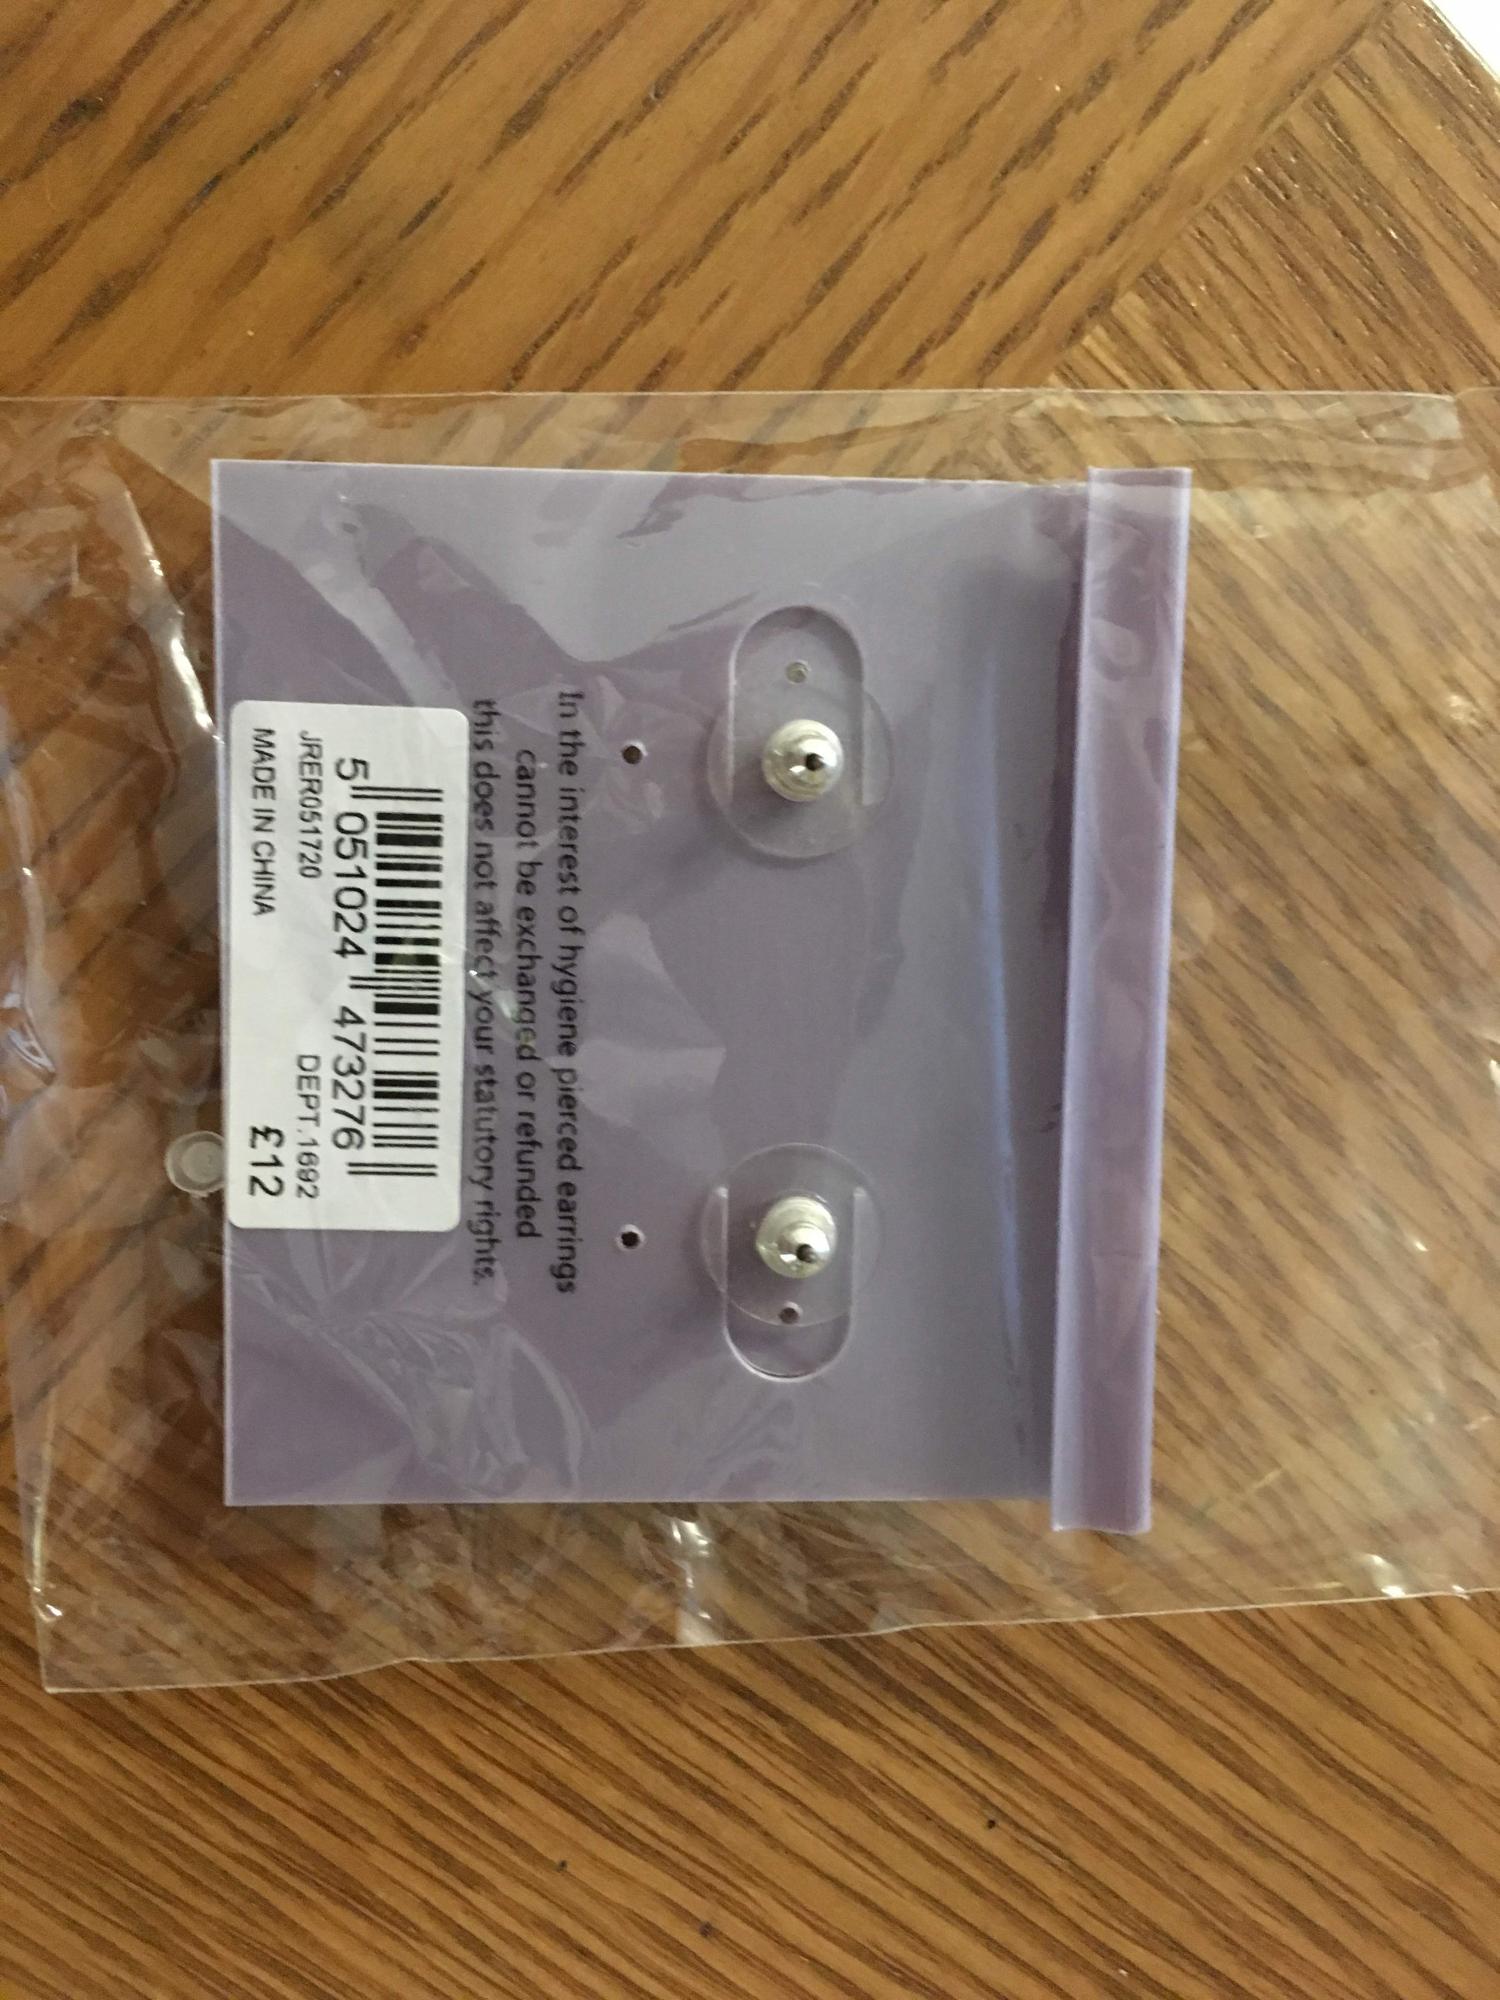 In the interest of hygiene pierced earrings
cannot be exchanged or refunded
this does not affect your statutory rights.
5 051024 473276
JRER051720 DEPT.1692
MADE IN CHINA £12